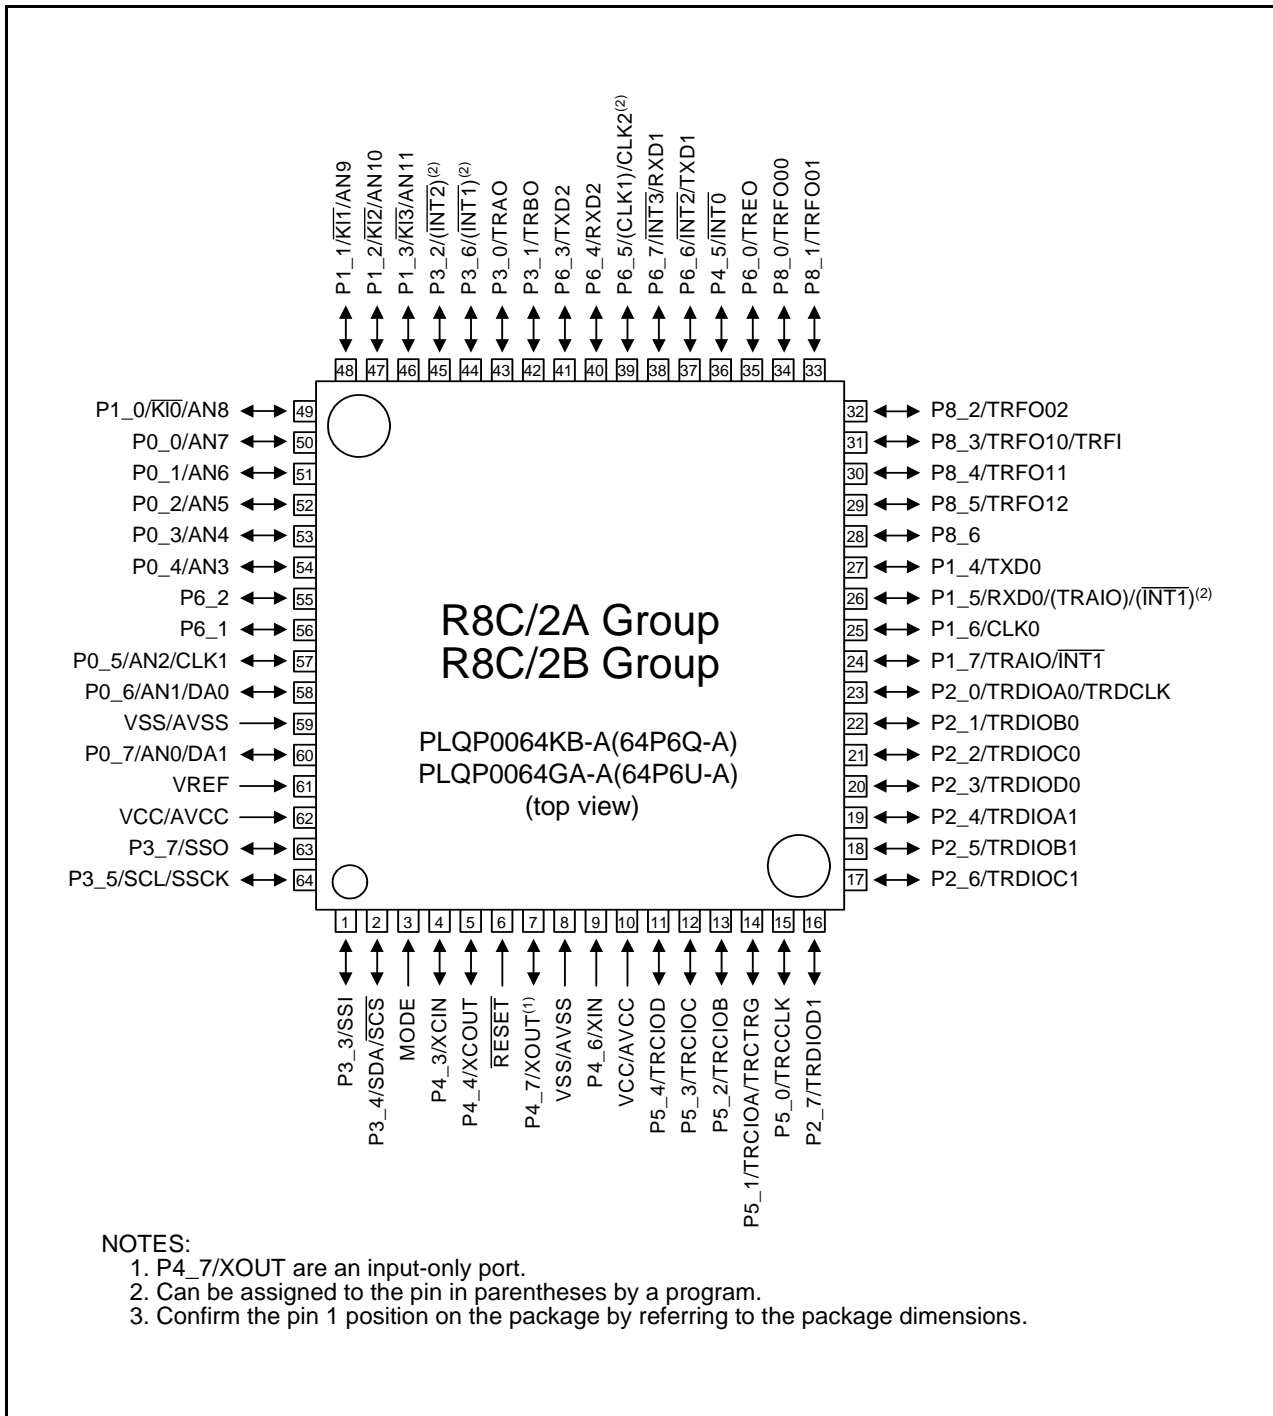 P1_1/KI1/AN9
P1_2/KI2/AN10
P1_3/KI3/AN11
P3_2/(INT2)(2)
P3_6/(INT1)(2)
P3_0/TRAO
P3_1/TRBO
P6_3/TXD2
P6_4/RXD2
P6_5/(CLK1)/CLK2(2)
P6_7/INT3/RXD1
P6_6/INT2/TXD1
P4_5/INT0
P6_0/TREO
P8_0/TRFO00
P8_1/TRFO01
48 47 46 45 44 43 42 41 40 39 38 37 36 35 34 33
P1_0/KI0/AN8 49
P0_0/AN7 50
P0_1/AN6 51
P0_2/AN5 52
P0_3/AN4 53
P0_4/AN3 54
P6_2 55
P6_1 56
P0_5/AN2/CLK1 57
P0_6/AN1/DA0 58
VSS/AVSS 59
P0_7/AN0/DA1 60
VREF 61
VCC/AVCC 62
P3_7/SSO 63
P3_5/SCL/SSCK 64
R8C/2A Group
R8C/2B Group
PLQP0064KB-A(64P6Q-A)
PLQP0064GA-A(64P6U-A)
(top view)
32 P8_2/TRFO02
31 P8_3/TRFO10/TRFI
30 P8_4/TRFO11
29 P8_5/TRFO12
28 P8_6
27 P1_4/TXD0
26 P1_5/RXD0/(TRAIO)/(INT1)(2)
25 P1_6/CLK0
24 P1_7/TRAIO/INT1
23 P2_0/TRDIOA0/TRDCLK
22 P2_1/TRDIOB0
21 P2_2/TRDIOC0
20 P2_3/TRDIOD0
19 P2_4/TRDIOA1
18 P2_5/TRDIOB1
17 P2_6/TRDIOC1
1 2 3 4 5 6 7 8 9 10 11 12 13 14 15 16
P3_3/SSI
P3_4/SDA/SCS
MODE
P4_3/XCIN
P4_4/XCOUT
RESET
P4_7/XOUT(1)
VSS/AVSS
P4_6/XIN
VCC/AVCC
P5_4/TRCIOD
P5_3/TRCIOC
P5_2/TRCIOB
P5_1/TRCIOA/TRCTRG
P5_0/TRCCLK
P2_7/TRDIOD1
NOTES:
1. P4_7/XOUT are an input-only port.
2. Can be assigned to the pin in parentheses by a program.
3. Confirm the pin 1 position on the package by referring to the package dimensions.